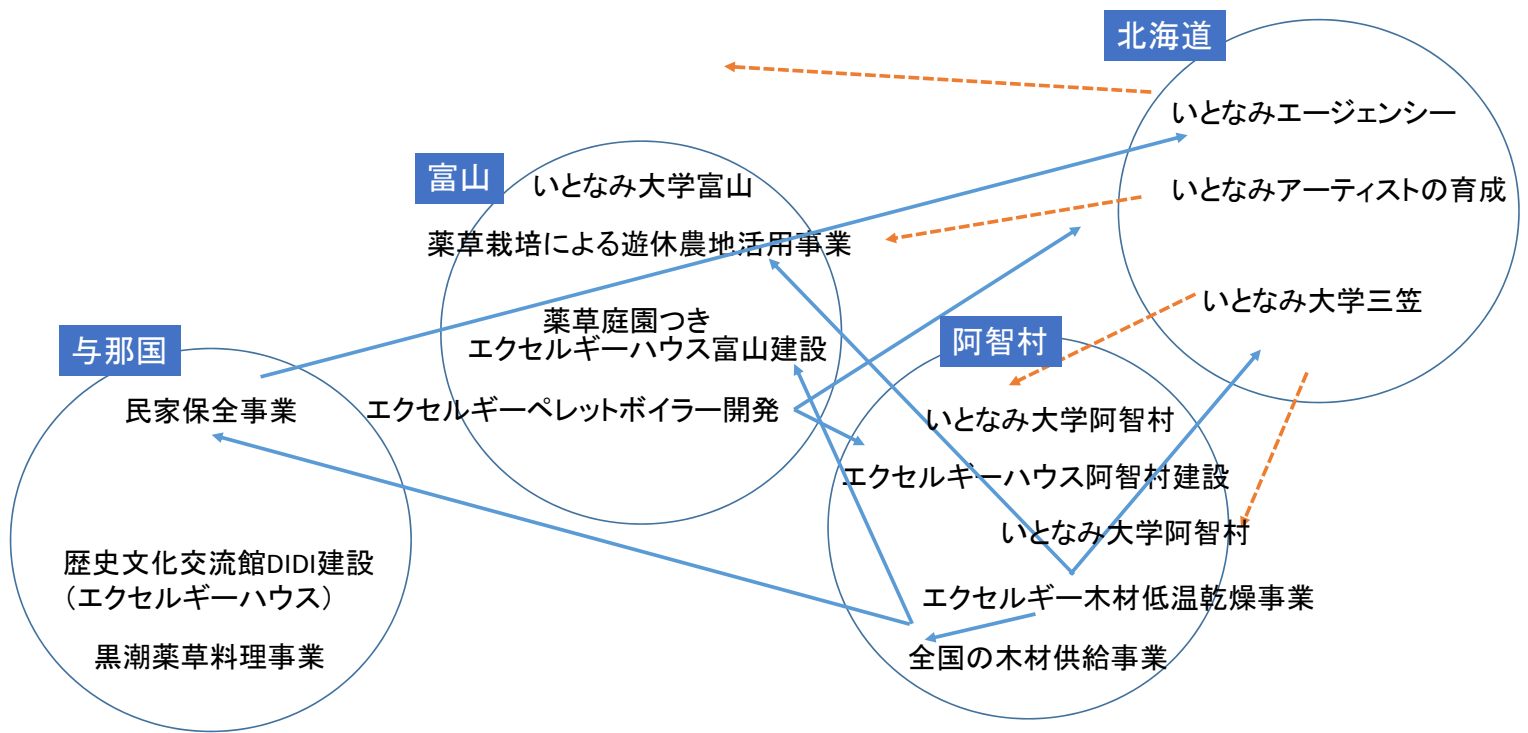 北海道
いとなみエージェンシー
いとなみアーティストの育成
いとなみ大学三笠
富山
いとなみ大学富山
薬草栽培による遊休農地活用事業
薬草庭園つき
エクセルギーハウス富山建設
エクセルギーペレットボイラー開発
与那国
民家保全事業
歴史文化交流館DIDI建設
（エクセルギーハウス）
黒潮薬草料理事業
阿智村
いとなみ大学阿智村
エクセルギーハウス阿智村建設
いとなみ大学阿智村
エクセルギー木材低温乾燥事業
全国の木材供給事業